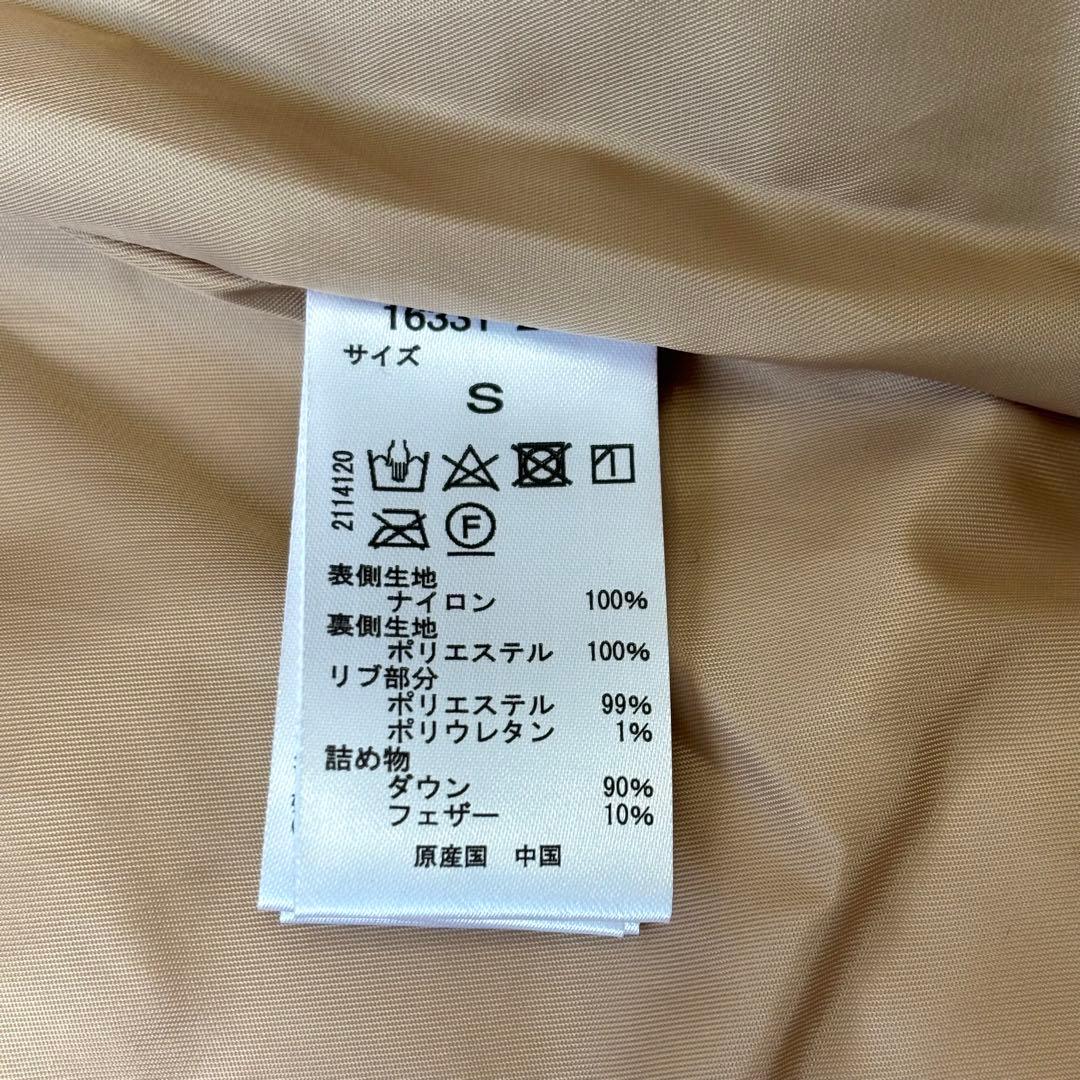 16331
サイズ
S
2114120
F
表側生地
ナイロン 100%
裏側生地
ポリエステル 100%
リブ部分
ポリエステル 99%
ポリウレタン 1%
詰め物
ダウン 90%
フェザー 10%
原産国 中国